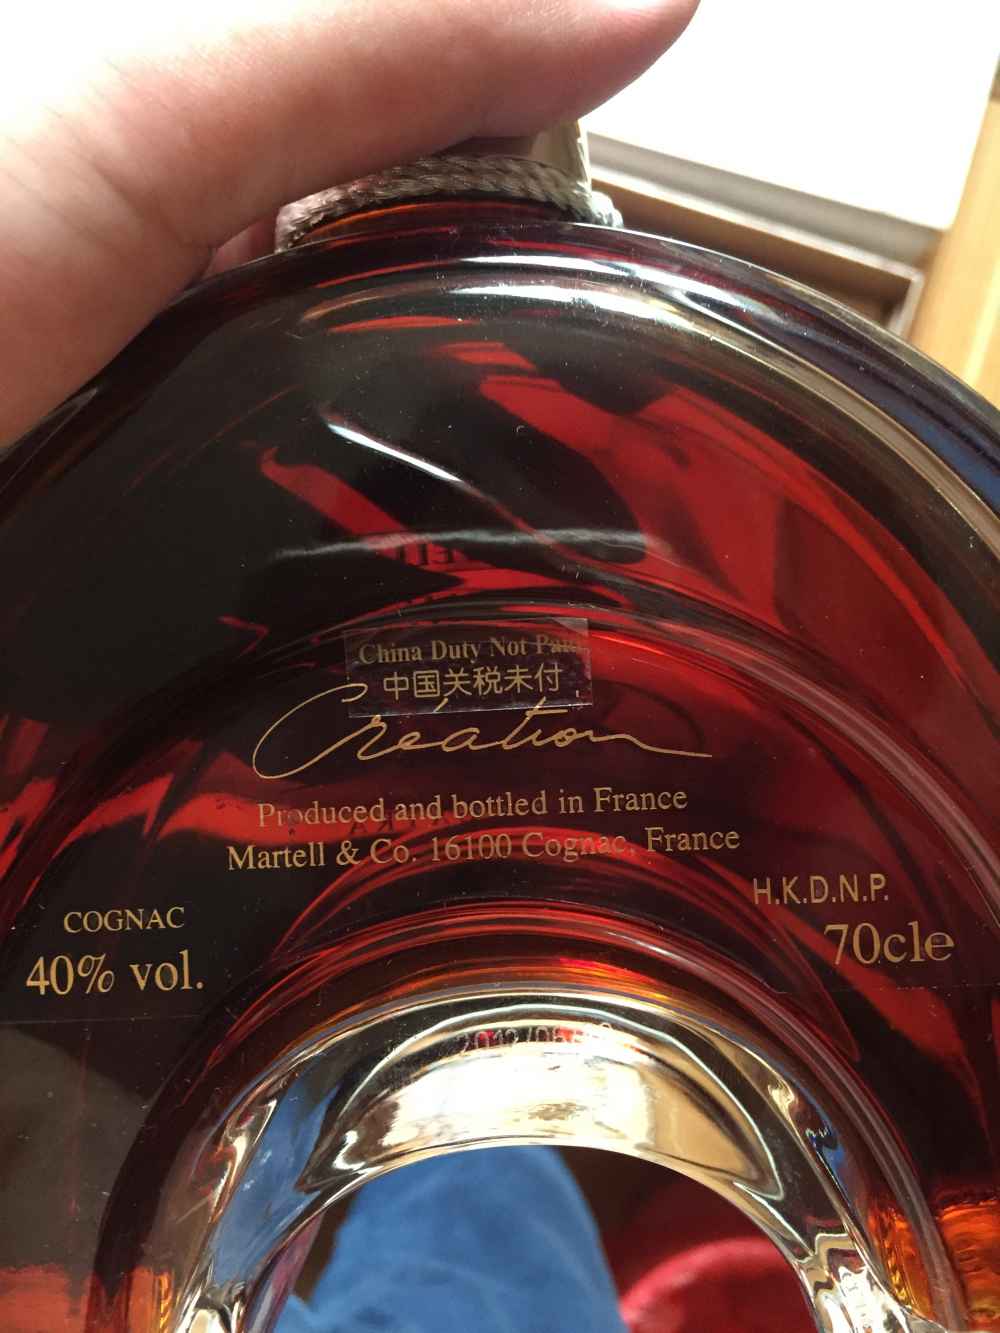 China Duty Not Paid
中国关税未付
Création
Produced and bottled in France
Martell & Co. 16100 Cognac, France
H.K.D.N.P.
COGNAC
70cle
40% vol.